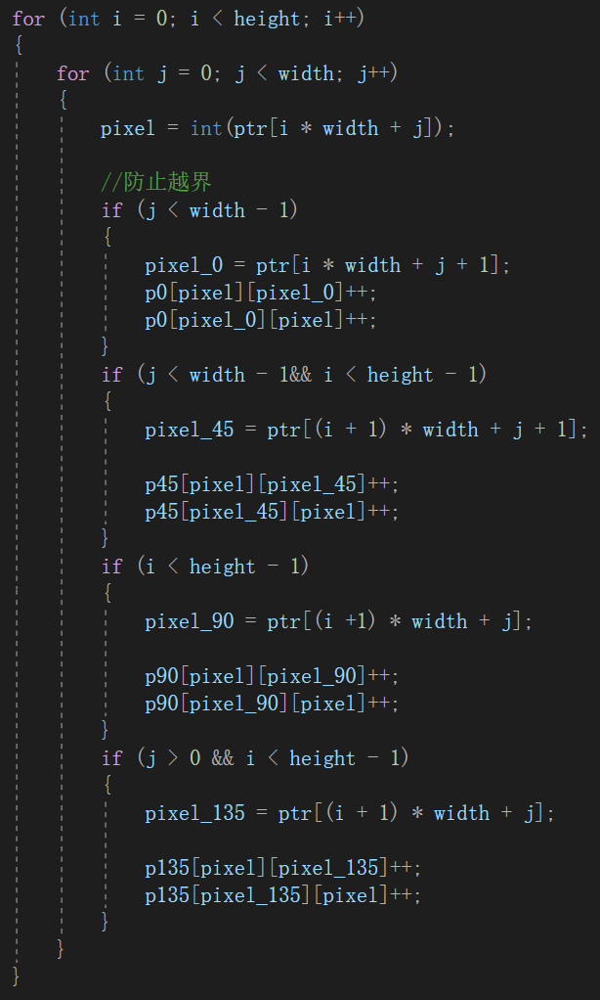 for (int i = 0; i < height; i++)
{
for (int j = 0; j < width; j++)
{
pixel = int(ptr[i * width + j]);
//防止越界
if (j < width - 1)
{
pixel_0 = ptr[i * width + j + 1];
p0[pixel][pixel_0]++;
p0[pixel_0][pixel]++;
}
if (j < width - 1&& i < height - 1)
{
pixel_45 = ptr[(i + 1) * width + j + 1];
p45[pixel][pixel_45]++;
p45[pixel_45][pixel]++;
}
if (i < height - 1)
{
pixel_90 = ptr[(i +1) * width + j];
p90[pixel][pixel_90]++;
p90[pixel_90][pixel]++;
}
if (j > 0 && i < height - 1)
{
pixel_135 = ptr[(i + 1) * width + j];
p135[pixel][pixel_135]++;
p135[pixel_135][pixel]++;
}
}
}